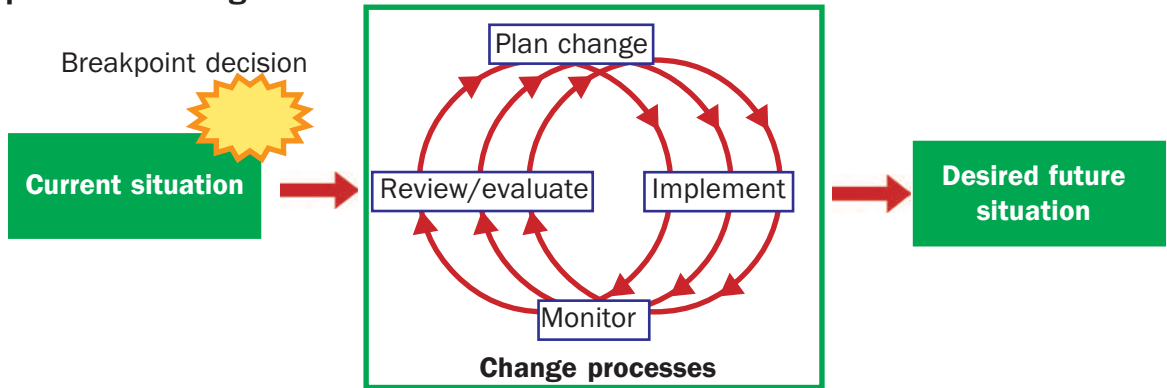 Breakpoint decision
Current situation
Plan change
Review/evaluate
Implement
Monitor
Change processes
Desired future
situation